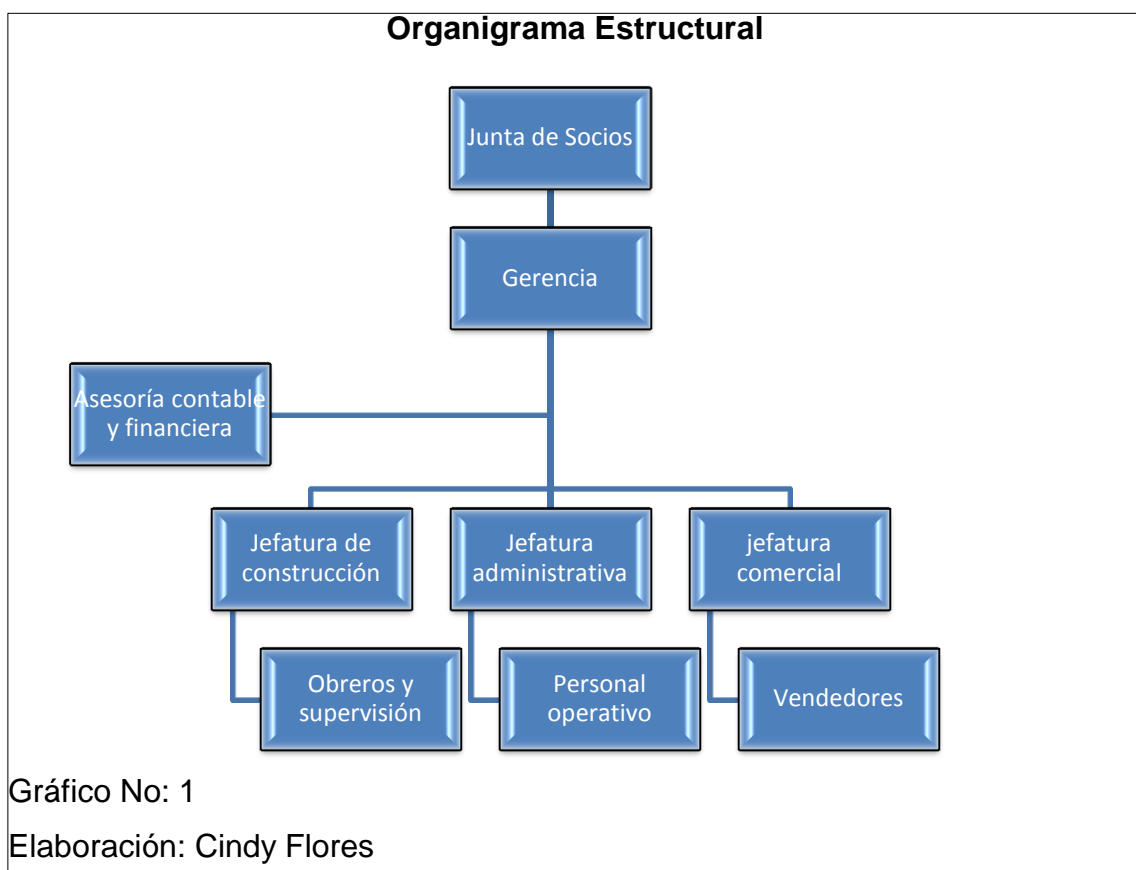 Organigrama Estructural
Junta de Socios
Gerencia
Asesoría contable
y financiera
Jefatura de
construcción
Jefatura
administrativa
jefatura
comercial
Obreros y
supervisión
Personal
operativo
Vendedores
Gráfico No: 1
Elaboración: Cindy Flores